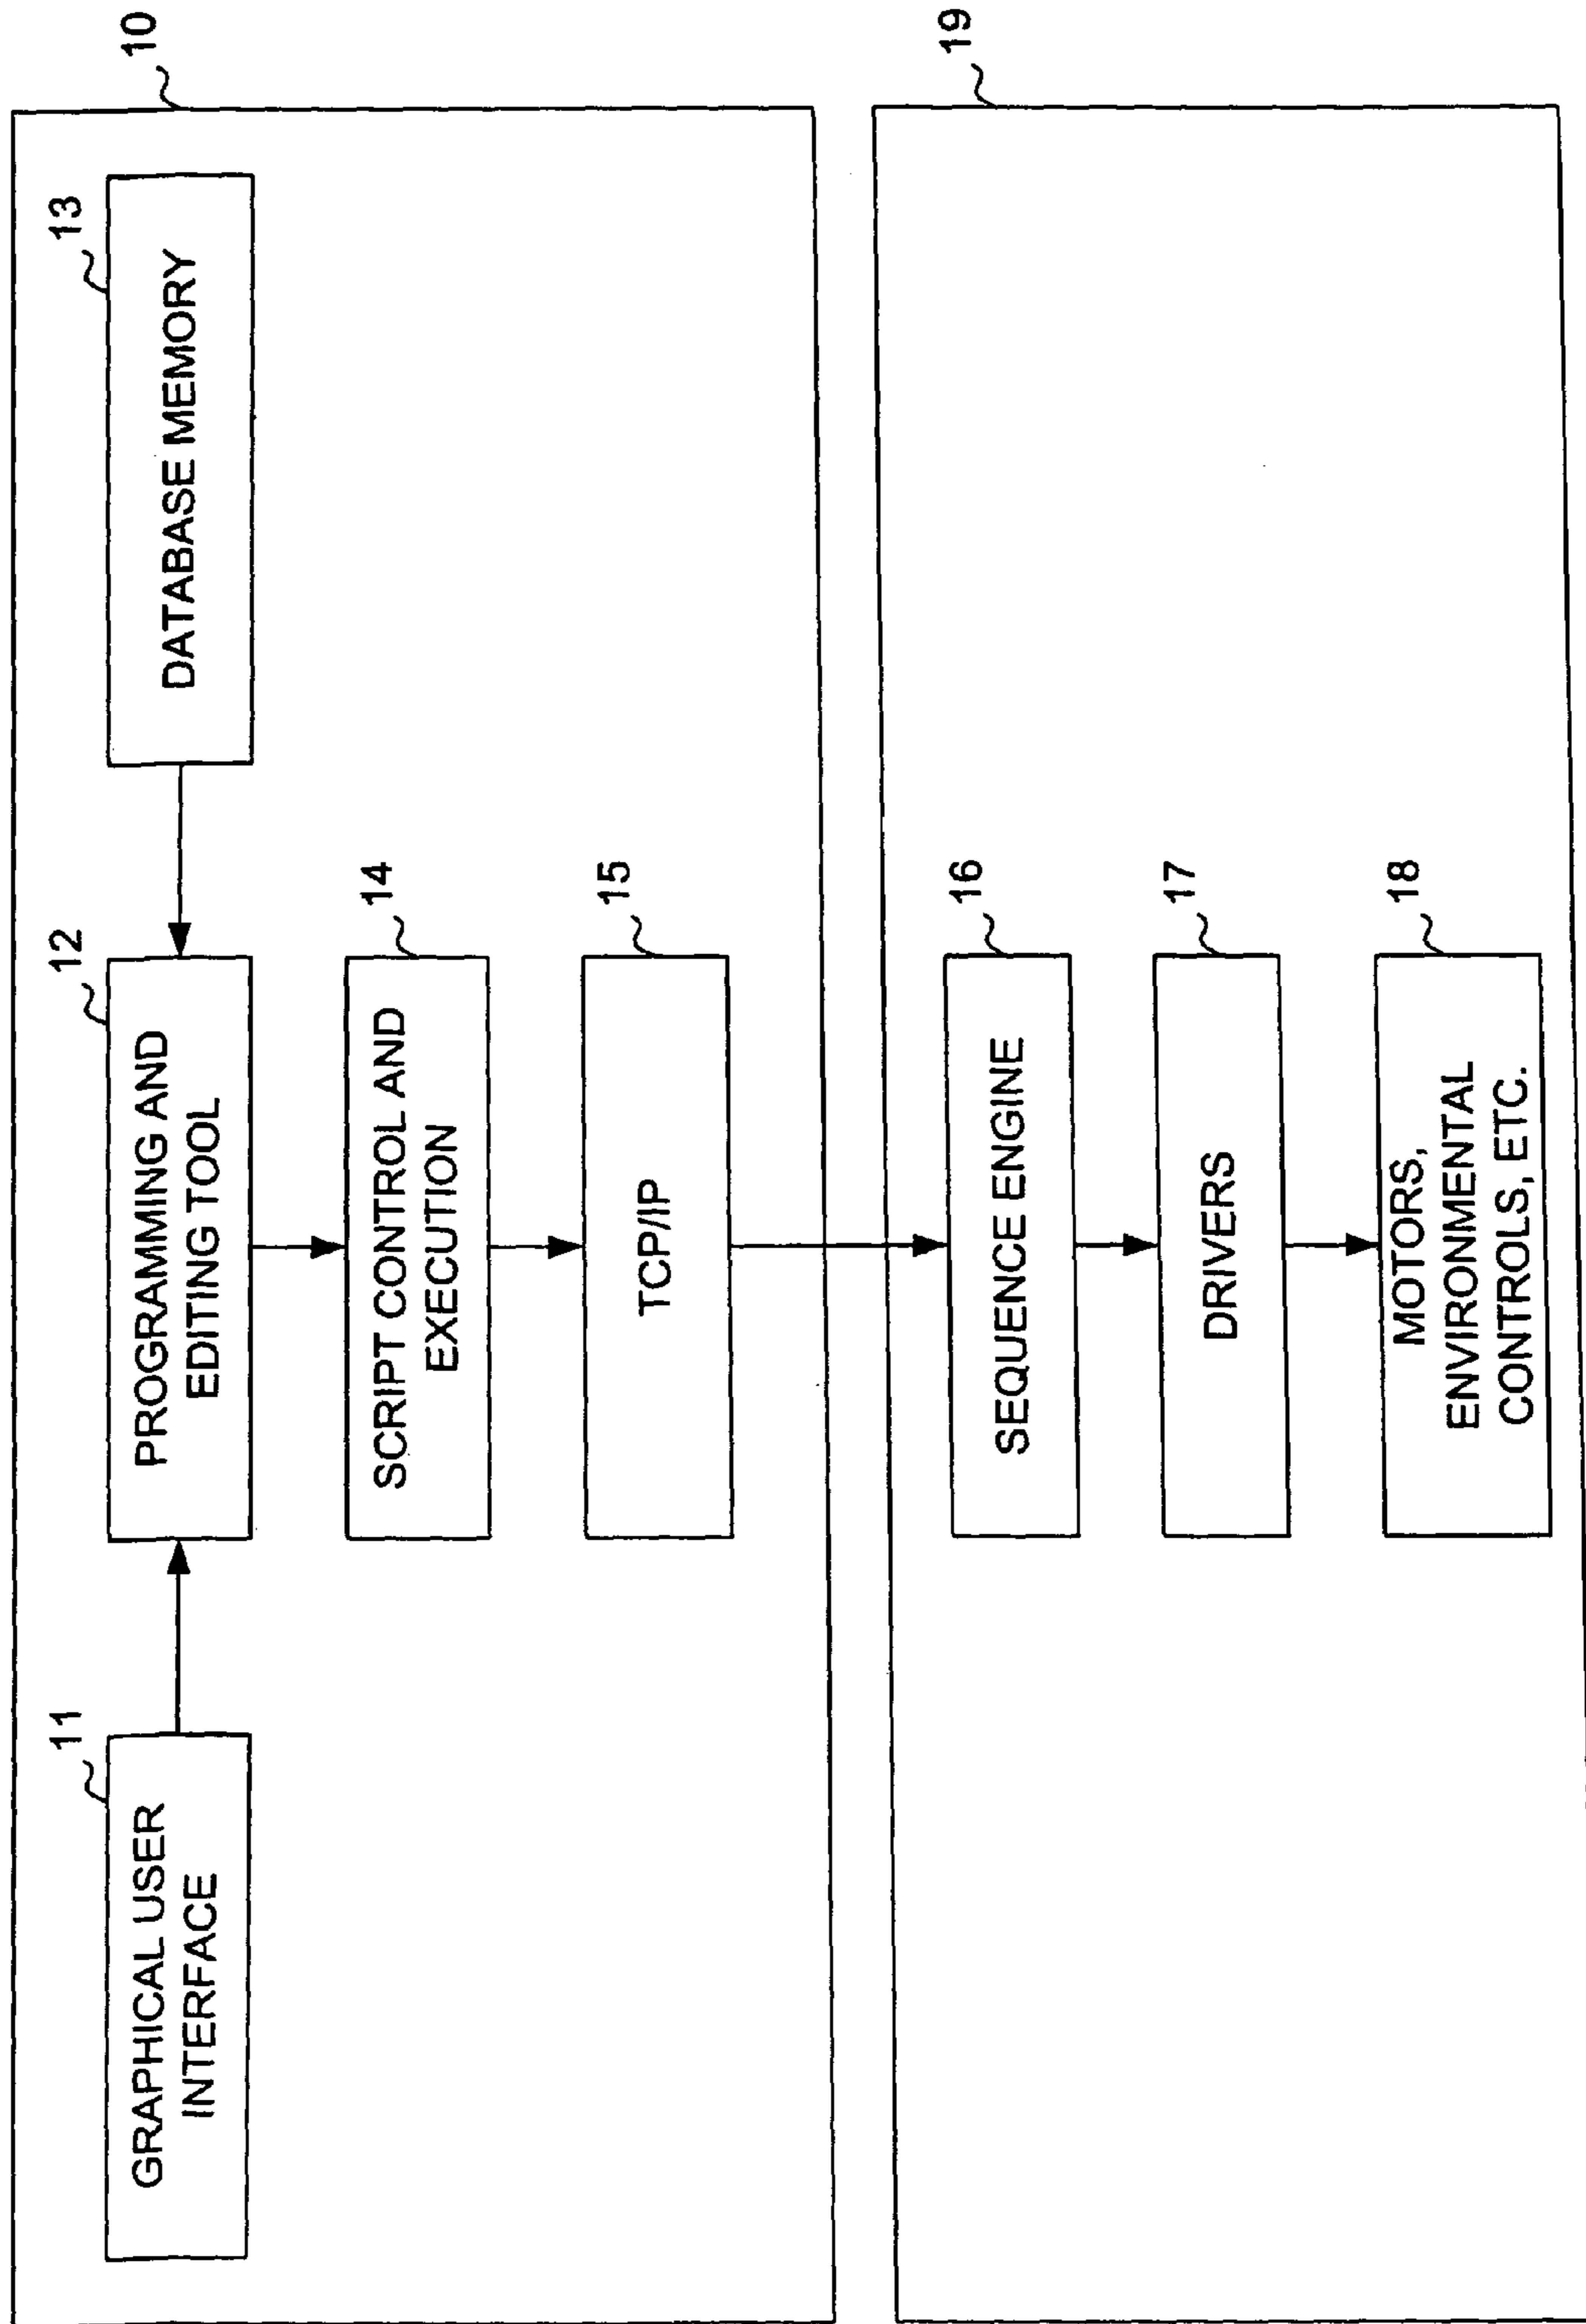 10
11
GRAPHICAL USER
INTERFACE
12
PROGRAMMING AND
EDITING TOOL
13
DATABASE MEMORY
14
SCRIPT CONTROL AND
EXECUTION
15
TCP/IP
19
16
SEQUENCE ENGINE
17
DRIVERS
18
MOTORS,
ENVIRONMENTAL
CONTROLS, ETC.